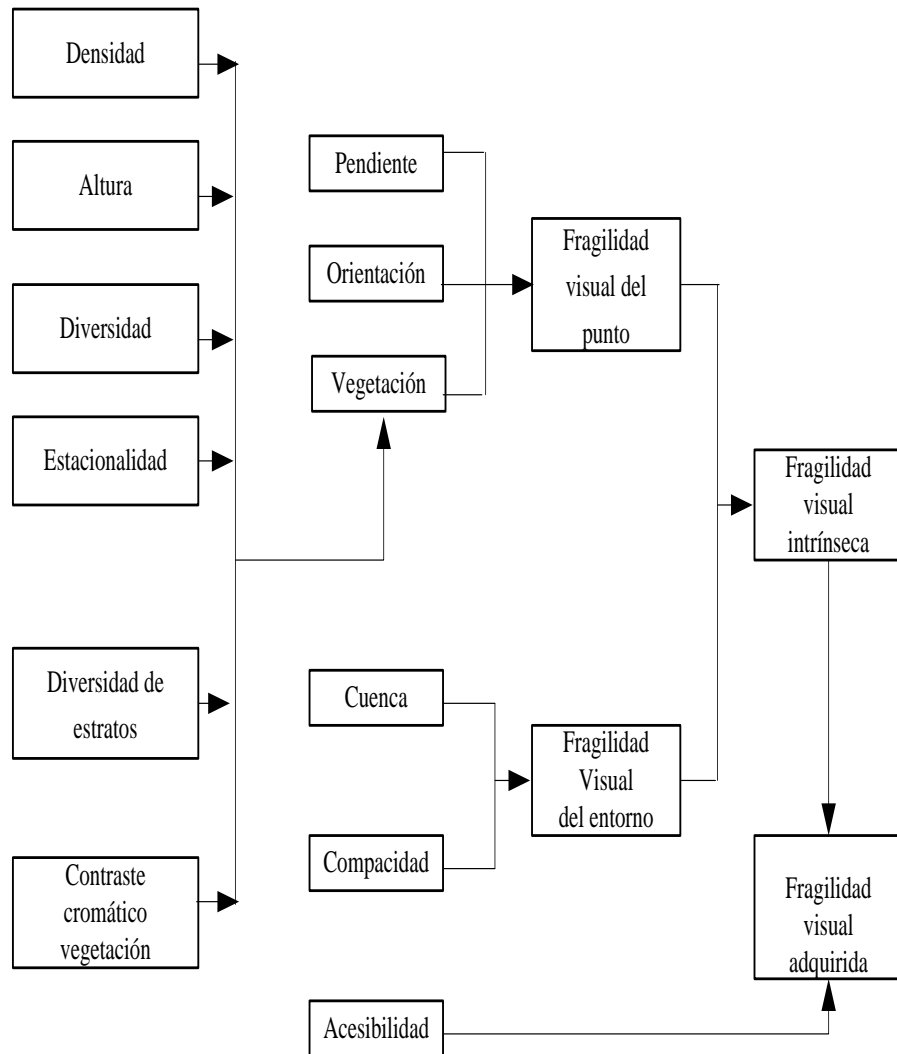 Densidad
Altura
Diversidad
Estacionalidad
Diversidad de
estratos
Contraste
cromático
vegetación
Pendiente
Orientación
Vegetación
Cuenca
Compacidad
Acesibilidad
Fragilidad
visual del
punto
Fragilidad
Visual
del entorno
Fragilidad
visual
intrínseca
Fragilidad
visual
adquirida